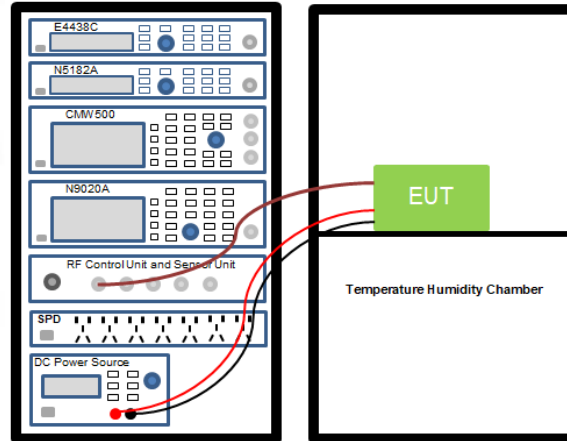 E4438C
N5182A
CMW500
N9020A
RF Control Unit and Sensor Unit
SPD
DC Power Source
EUT
Temperature Humidity Chamber